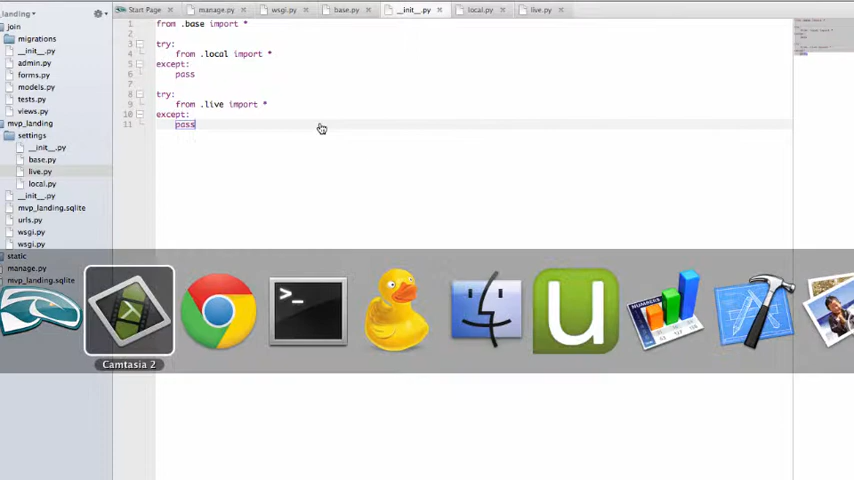 _landing
Start Page
manage.py
wsgi.py
base.py
__init__.py
local.py
live.py
join
migrations
__init__.py
admin.py
forms.py
models.py
tests.py
views.py
mvp_landing
settings
__init__.py
base.py
live.py
local.py
__init__.py
mvp_landing.sqlite
urls.py
wsgi.py
wsgi.py
static
manage.py
mvp_landing.sqlite
1 from .base import *
2
3 try:
4 from .local import *
5 except:
6 pass
7
8 try:
9 from .live import *
10 except:
11 pass
>_
u
NUMBERS
Camtasia 2